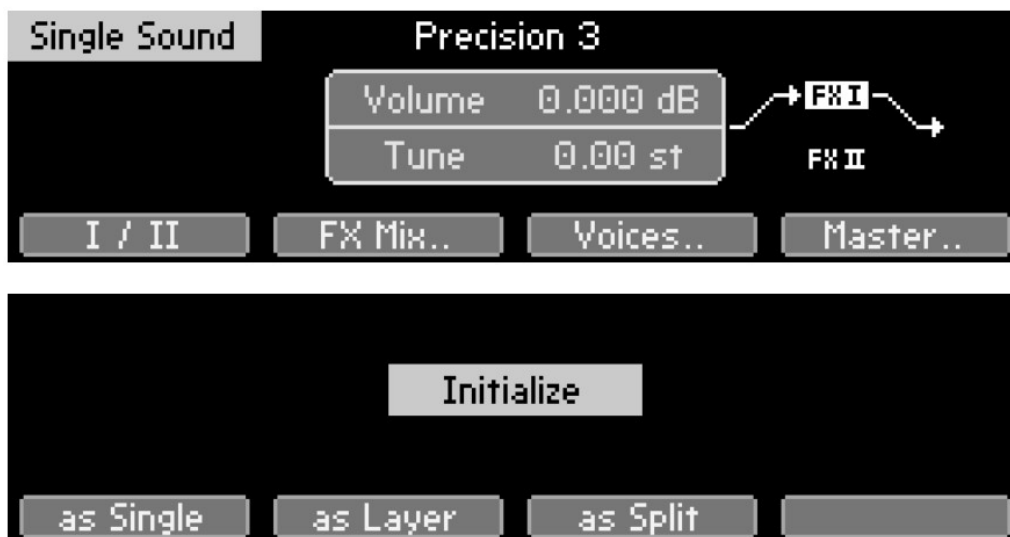 Single Sound Precision 3
Volume 0.000 dB
FX I
Tune 0.00 st
FX II
I / II FX Mix.. Voices.. Master..
Initialize
as Single as Layer as Split